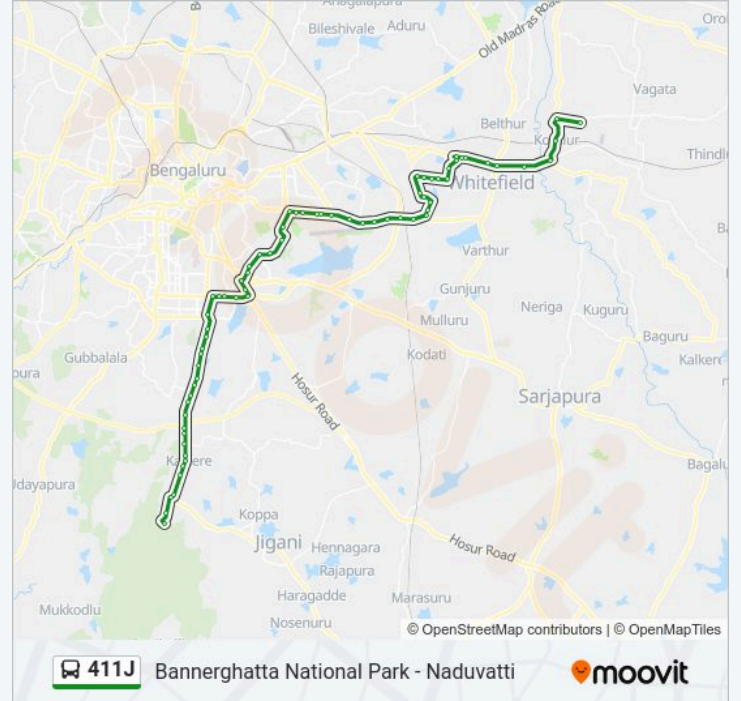 Bileshivale
Aduru
Old Madras Road
Oro
Vagata
Belthur
Thindl
Bengaluru
Whitefield
Varthur
Gunjuru
Neriga
Kuguru
Mulluru
Baguru
Gubbalala
Kodati
Kalkere
pura
Hosur Road
Sarjapura
Bagalu
Jdayapura
Koppa
Jigani
Hennagara
Hosur Road
Rajapura
Haragadde
Marasuru
Mukkodlu
Nosenuru
© OpenStreetMap contributors | © OpenMapTiles
411J Bannerghatta National Park - Naduvatti moovit